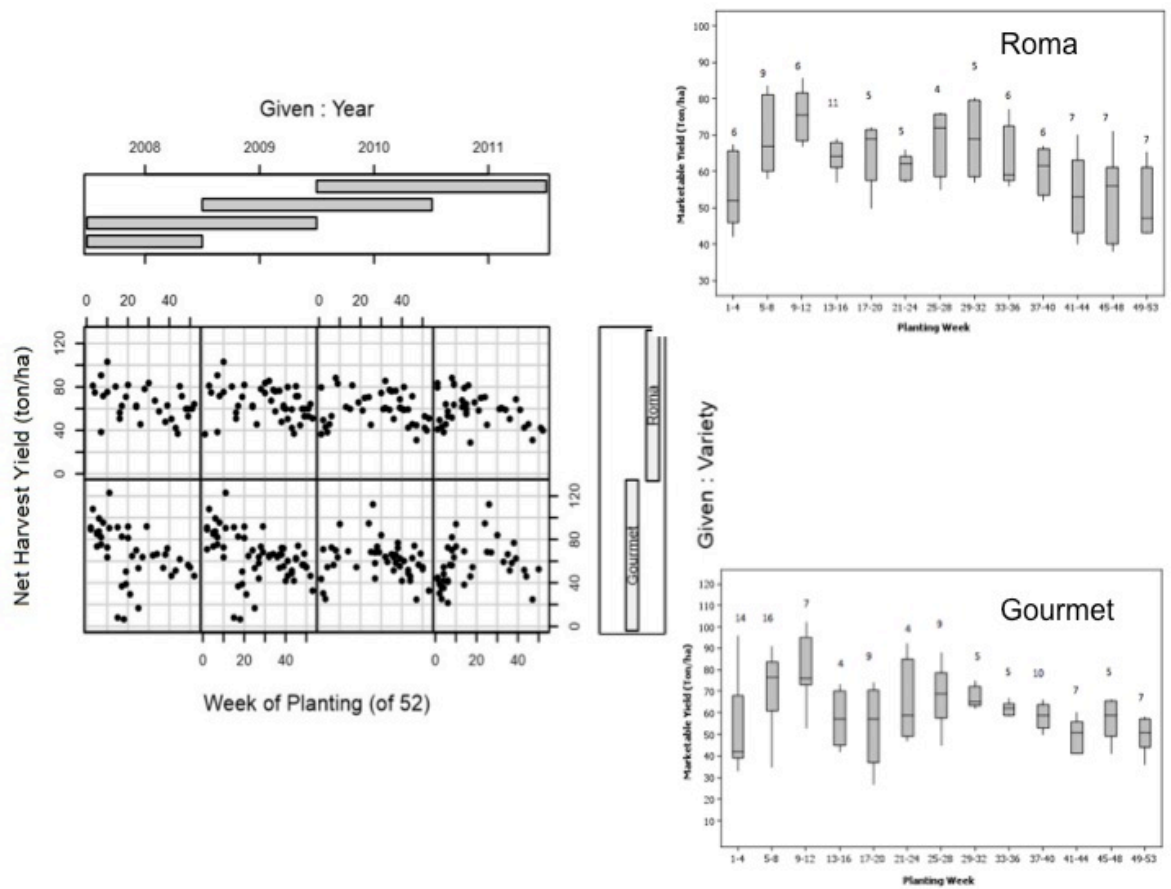 Given : Year
2008 2009 2010 2011
0 20 40 0 20 40
Net Harvest Yield (ton/ha)
120
80
40
0
120
80
40
0
0 20 40 0 20 40
Week of Planting (of 52)
Roma
Gourmet
Given : Variety
Roma
Marketable Yield (Ton/ha)
100
90
80
70
60
50
40
30
6 9 6 11 5 5 4 5 6 6 7 7 7
1-4 5-8 9-12 13-16 17-20 21-24 25-28 29-32 33-36 37-40 41-44 45-48 49-53
Planting Week
Gourmet
Marketable Yield (Ton/ha)
120
110
100
90
80
70
60
50
40
30
20
10
14 16 7 4 9 4 9 5 5 10 7 5 7
1-4 5-8 9-12 13-16 17-20 21-24 25-28 29-32 33-36 37-40 41-44 45-48 49-53
Planting Week